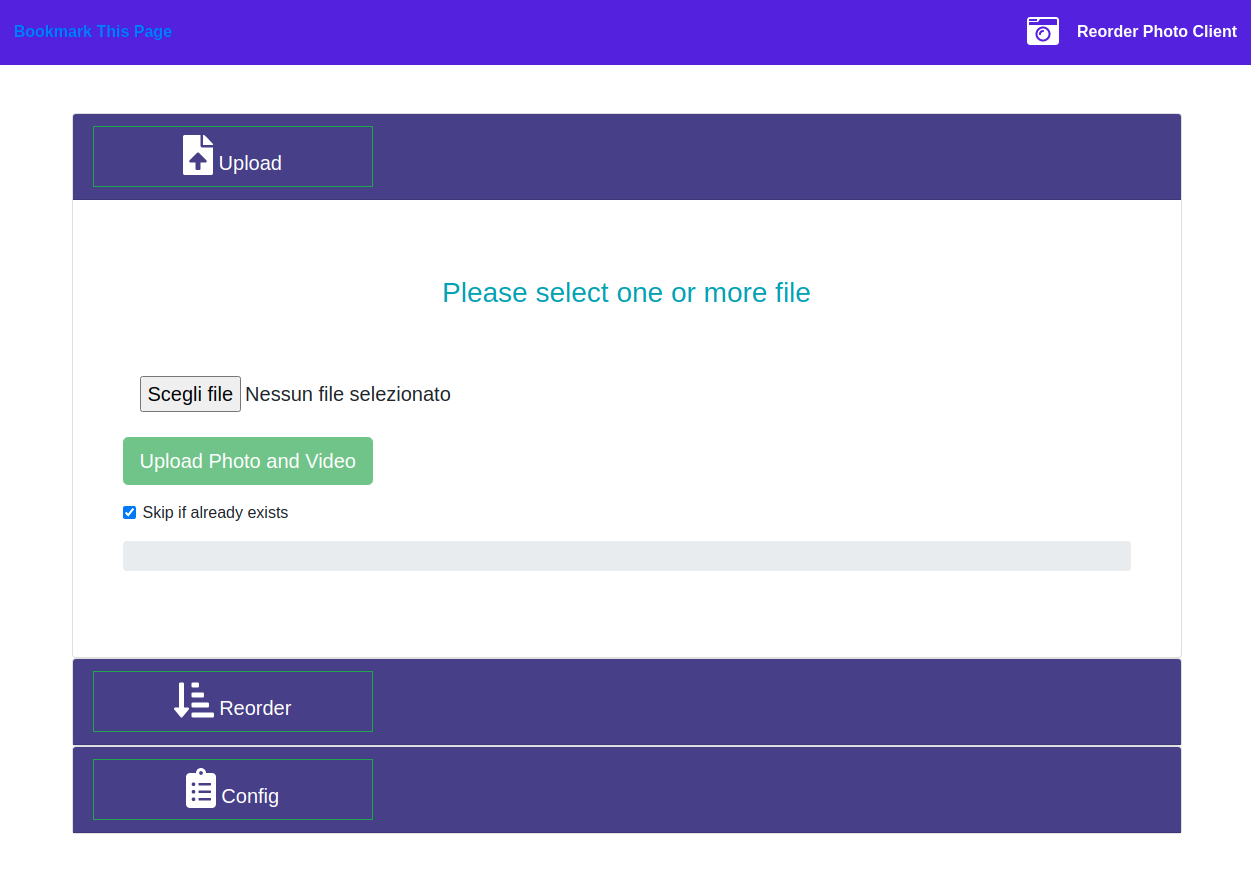 Bookmark This Page
Reorder Photo Client
Upload
Please select one or more file
Scegli file Nessun file selezionato
Upload Photo and Video
Skip if already exists
Reorder
Config